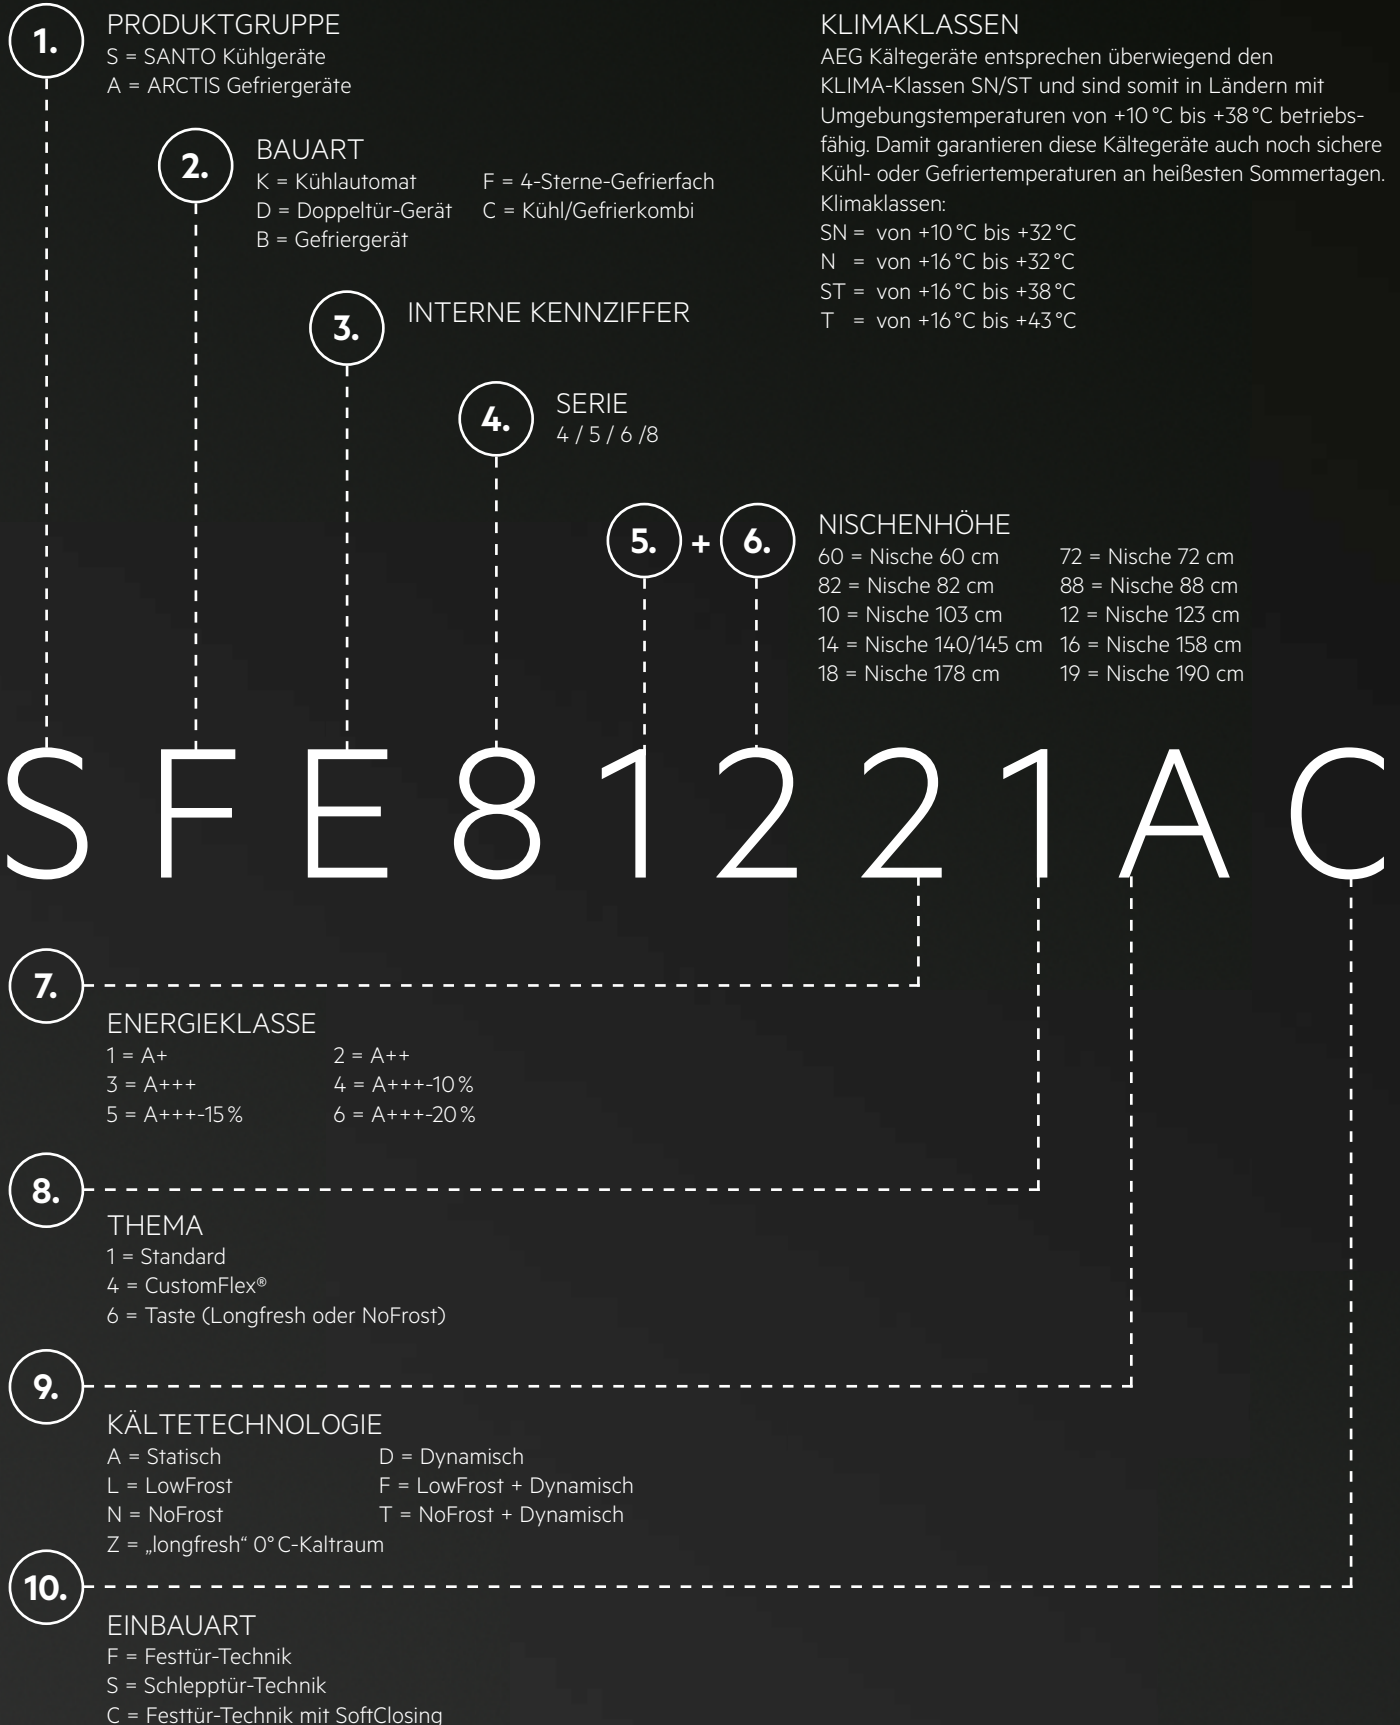 1.
PRODUKTGRUPPE
S = SANTO Kühlgeräte
A = ARCTIS Gefriergeräte
2.
BAUART
K = Kühlautomat F = 4-Sterne-Gefrierfach
D = Doppeltür-Gerät C = Kühl/Gefrierkombi
B = Gefriergerät
3.
INTERNE KENNZIFFER
4.
SERIE
4 / 5 / 6 /8
5. + 6.
NISCHENHÖHE
60 = Nische 60 cm 72 = Nische 72 cm
82 = Nische 82 cm 88 = Nische 88 cm
10 = Nische 103 cm 12 = Nische 123 cm
14 = Nische 140/145 cm 16 = Nische 158 cm
18 = Nische 178 cm 19 = Nische 190 cm
KLIMAKLASSEN
AEG Kältegeräte entsprechen überwiegend den
KLIMA-Klassen SN/ST und sind somit in Ländern mit
Umgebungstemperaturen von +10 °C bis +38 °C betriebs-
fähig. Damit garantieren diese Kältegeräte auch noch sichere
Kühl- oder Gefriertemperaturen an heißesten Sommertagen.
Klimaklassen:
SN = von +10 °C bis +32 °C
N = von +16 °C bis +32 °C
ST = von +16 °C bis +38 °C
T = von +16 °C bis +43 °C
S F E 8 1 2 2 1 A C
7.
ENERGIEKLASSE
1 = A+ 2 = A++
3 = A+++ 4 = A+++-10 %
5 = A+++-15 % 6 = A+++-20 %
8.
THEMA
1 = Standard
4 = CustomFlex®
6 = Taste (Longfresh oder NoFrost)
9.
KÄLTETECHNOLOGIE
A = Statisch D = Dynamisch
L = LowFrost F = LowFrost + Dynamisch
N = NoFrost T = NoFrost + Dynamisch
Z = „longfresh“ 0° C-Kaltraum
10.
EINBAUART
F = Festtür-Technik
S = Schlepptür-Technik
C = Festtür-Technik mit SoftClosing